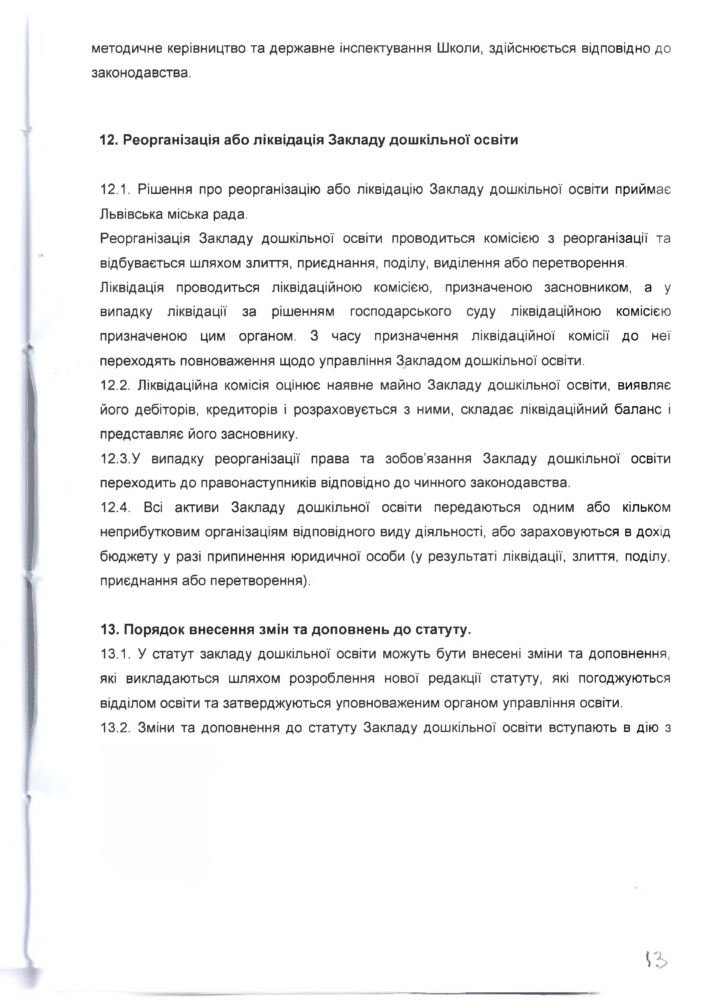 методичне керівництво та державне інспектування Школи, здійснюється відповідно до
законодавства.
12. Реорганізація або ліквідація Закладу дошкільної освіти
12.1. Рішення про реорганізацію або ліквідацію Закладу дошкільної освіти приймає
Львівська міська рада.
Реорганізація Закладу дошкільної освіти проводиться комісією з реорганізації та
відбувається шляхом злиття, приєднання, поділу, виділення або перетворення.
Ліквідація проводиться ліквідаційною комісією, призначеною засновником, а у
випадку ліквідації за рішенням господарського суду ліквідаційною комісією
призначеною цим органом. З часу призначення ліквідаційної комісії до неї
переходять повноваження щодо управління Закладом дошкільної освіти.
12.2. Ліквідаційна комісія оцінює наявне майно Закладу дошкільної освіти, виявляє
його дебіторів, кредиторів і розраховується з ними, складає ліквідаційний баланс і
представляє його засновнику.
12.3.У випадку реорганізації права та зобов’язання Закладу дошкільної освіти
переходить до правонаступників відповідно до чинного законодавства.
12.4. Всі активи Закладу дошкільної освіти передаються одним або кільком
неприбутковим організаціям відповідного виду діяльності, або зараховуються в дохід
бюджету у разі припинення юридичної особи (у результаті ліквідації, злиття, поділу,
приєднання або перетворення).
13. Порядок внесення змін та доповнень до статуту.
13.1. У статут закладу дошкільної освіти можуть бути внесені зміни та доповнення,
які викладаються шляхом розроблення нової редакції статуту, які погоджуються
відділом освіти та затверджуються уповноваженим органом управління освіти.
13.2. Зміни та доповнення до статуту Закладу дошкільної освіти вступають в дію з
13